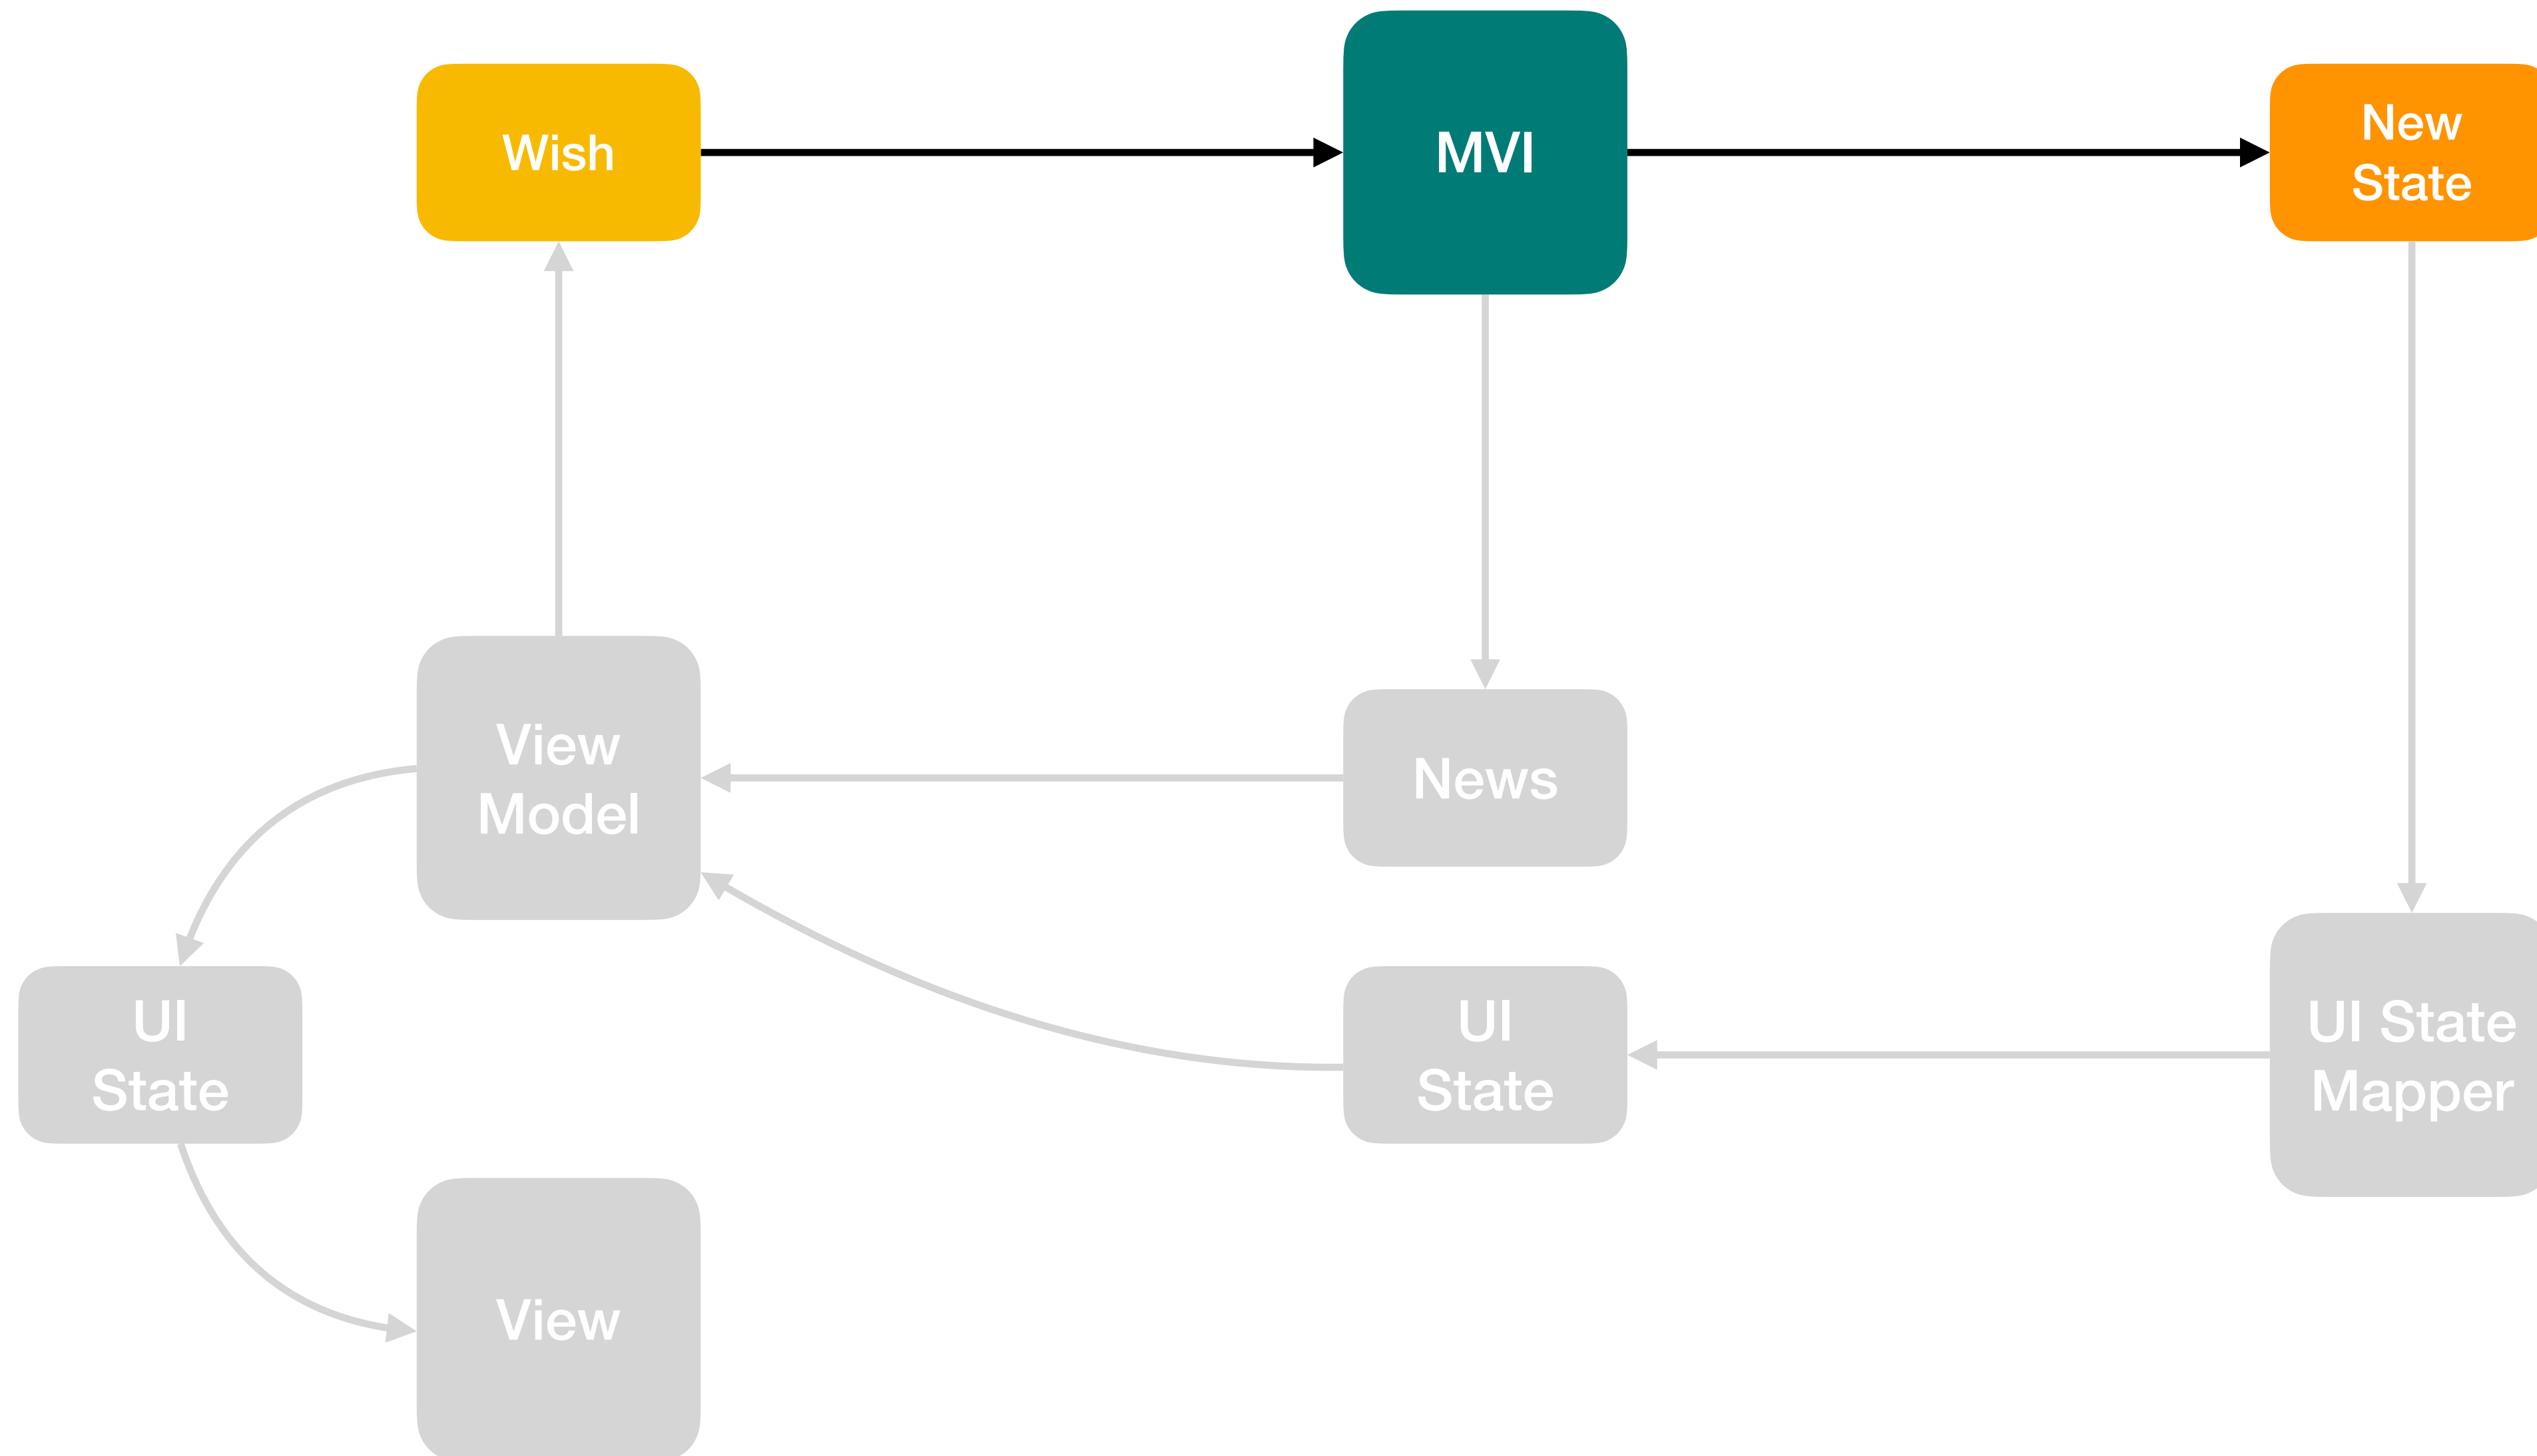 Wish
MVI
New
State
View
Model
News
UI
State
UI
State
UI State
Mapper
View